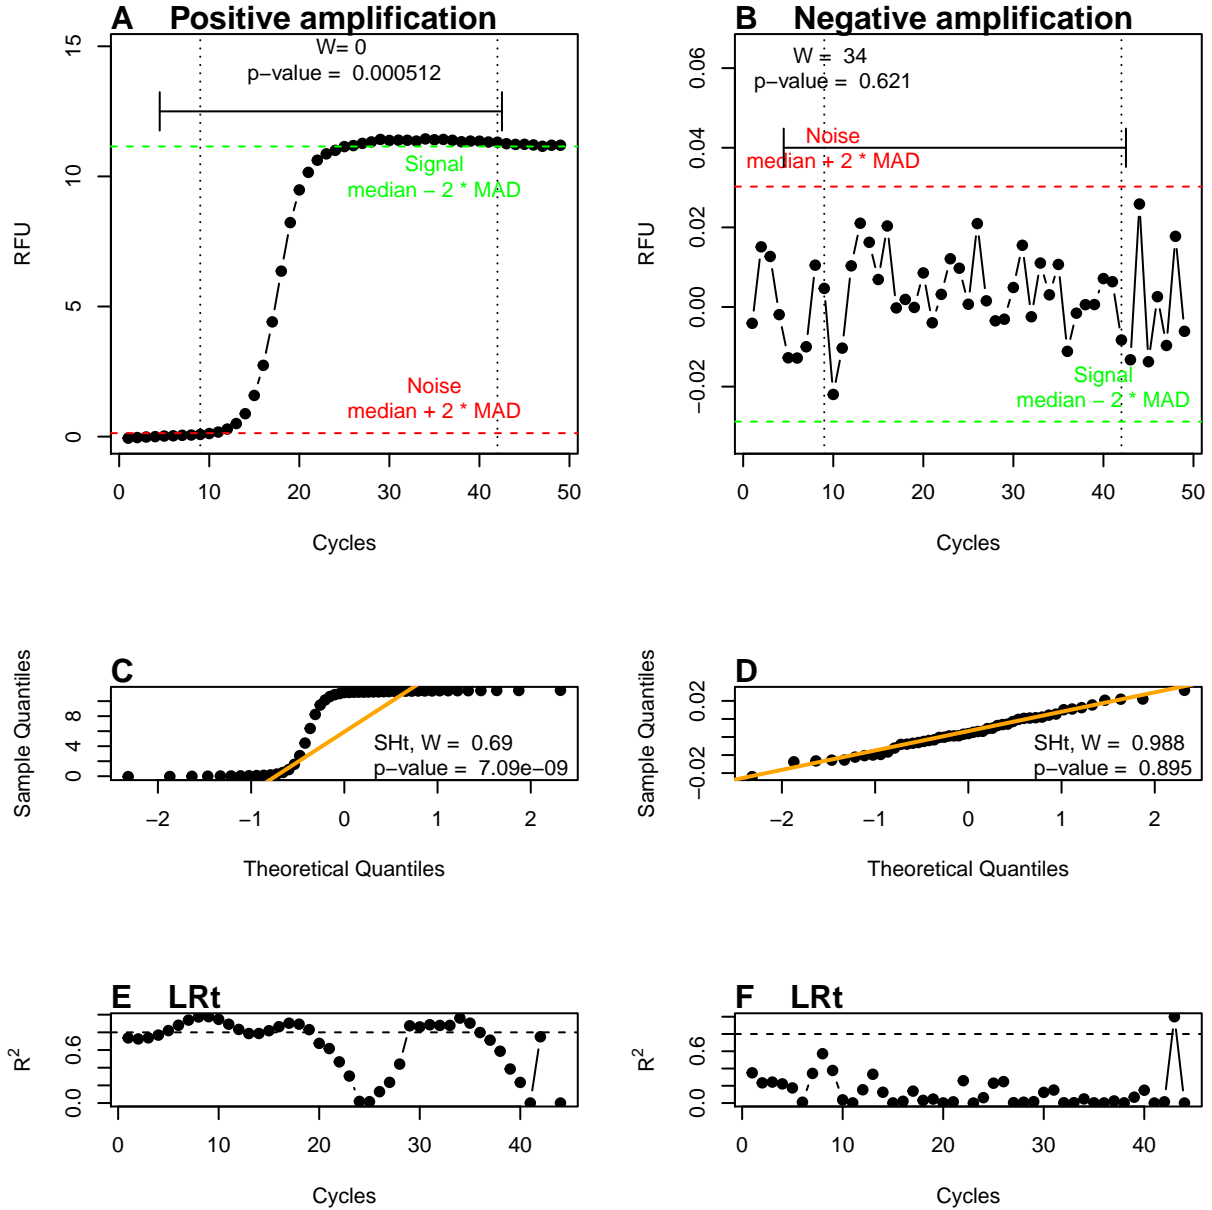 A Positive amplification
W= 0
p−value = 0.000512
Signal
median − 2 * MAD
Noise
median + 2 * MAD
RFU
0 5 10 15
0 10 20 30 40 50
Cycles
B Negative amplification
W = 34
p−value = 0.621
Noise
median + 2 * MAD
Signal
median − 2 * MAD
RFU
−0.02 0.00 0.02 0.04 0.06
0 10 20 30 40 50
Cycles
C
SHt, W = 0.69
p−value = 7.09e−09
Sample Quantiles
0 4 8
−2 −1 0 1 2
Theoretical Quantiles
D
SHt, W = 0.988
p−value = 0.895
Sample Quantiles
−0.02 0.02
−2 −1 0 1 2
Theoretical Quantiles
E LRt
R²
0.0 0.6
0 10 20 30 40
Cycles
F LRt
R²
0.0 0.6
0 10 20 30 40
Cycles